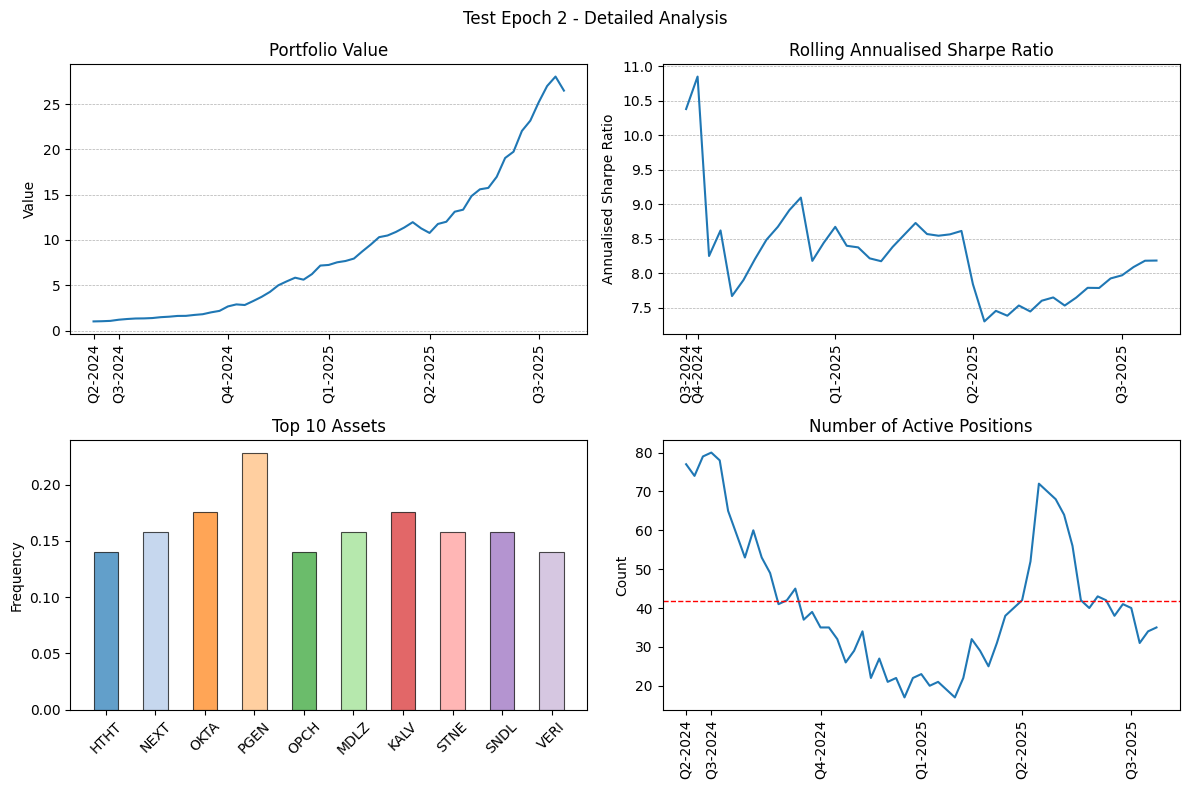 Test Epoch 2 - Detailed Analysis
Portfolio Value
Value
25
20
15
10
5
0
Q2-2024
Q3-2024
Q4-2024
Q1-2025
Q2-2025
Q3-2025
Rolling Annualised Sharpe Ratio
Annualised Sharpe Ratio
11.0
10.5
10.0
9.5
9.0
8.5
8.0
7.5
Q3-2024
Q4-2024
Q1-2025
Q2-2025
Q3-2025
Top 10 Assets
Frequency
0.20
0.15
0.10
0.05
0.00
HTHT
NEXT
OKTA
PGEN
OPCH
MDLZ
KALV
STNE
SNDL
VERI
Number of Active Positions
Count
80
70
60
50
40
30
20
Q2-2024
Q3-2024
Q4-2024
Q1-2025
Q2-2025
Q3-2025